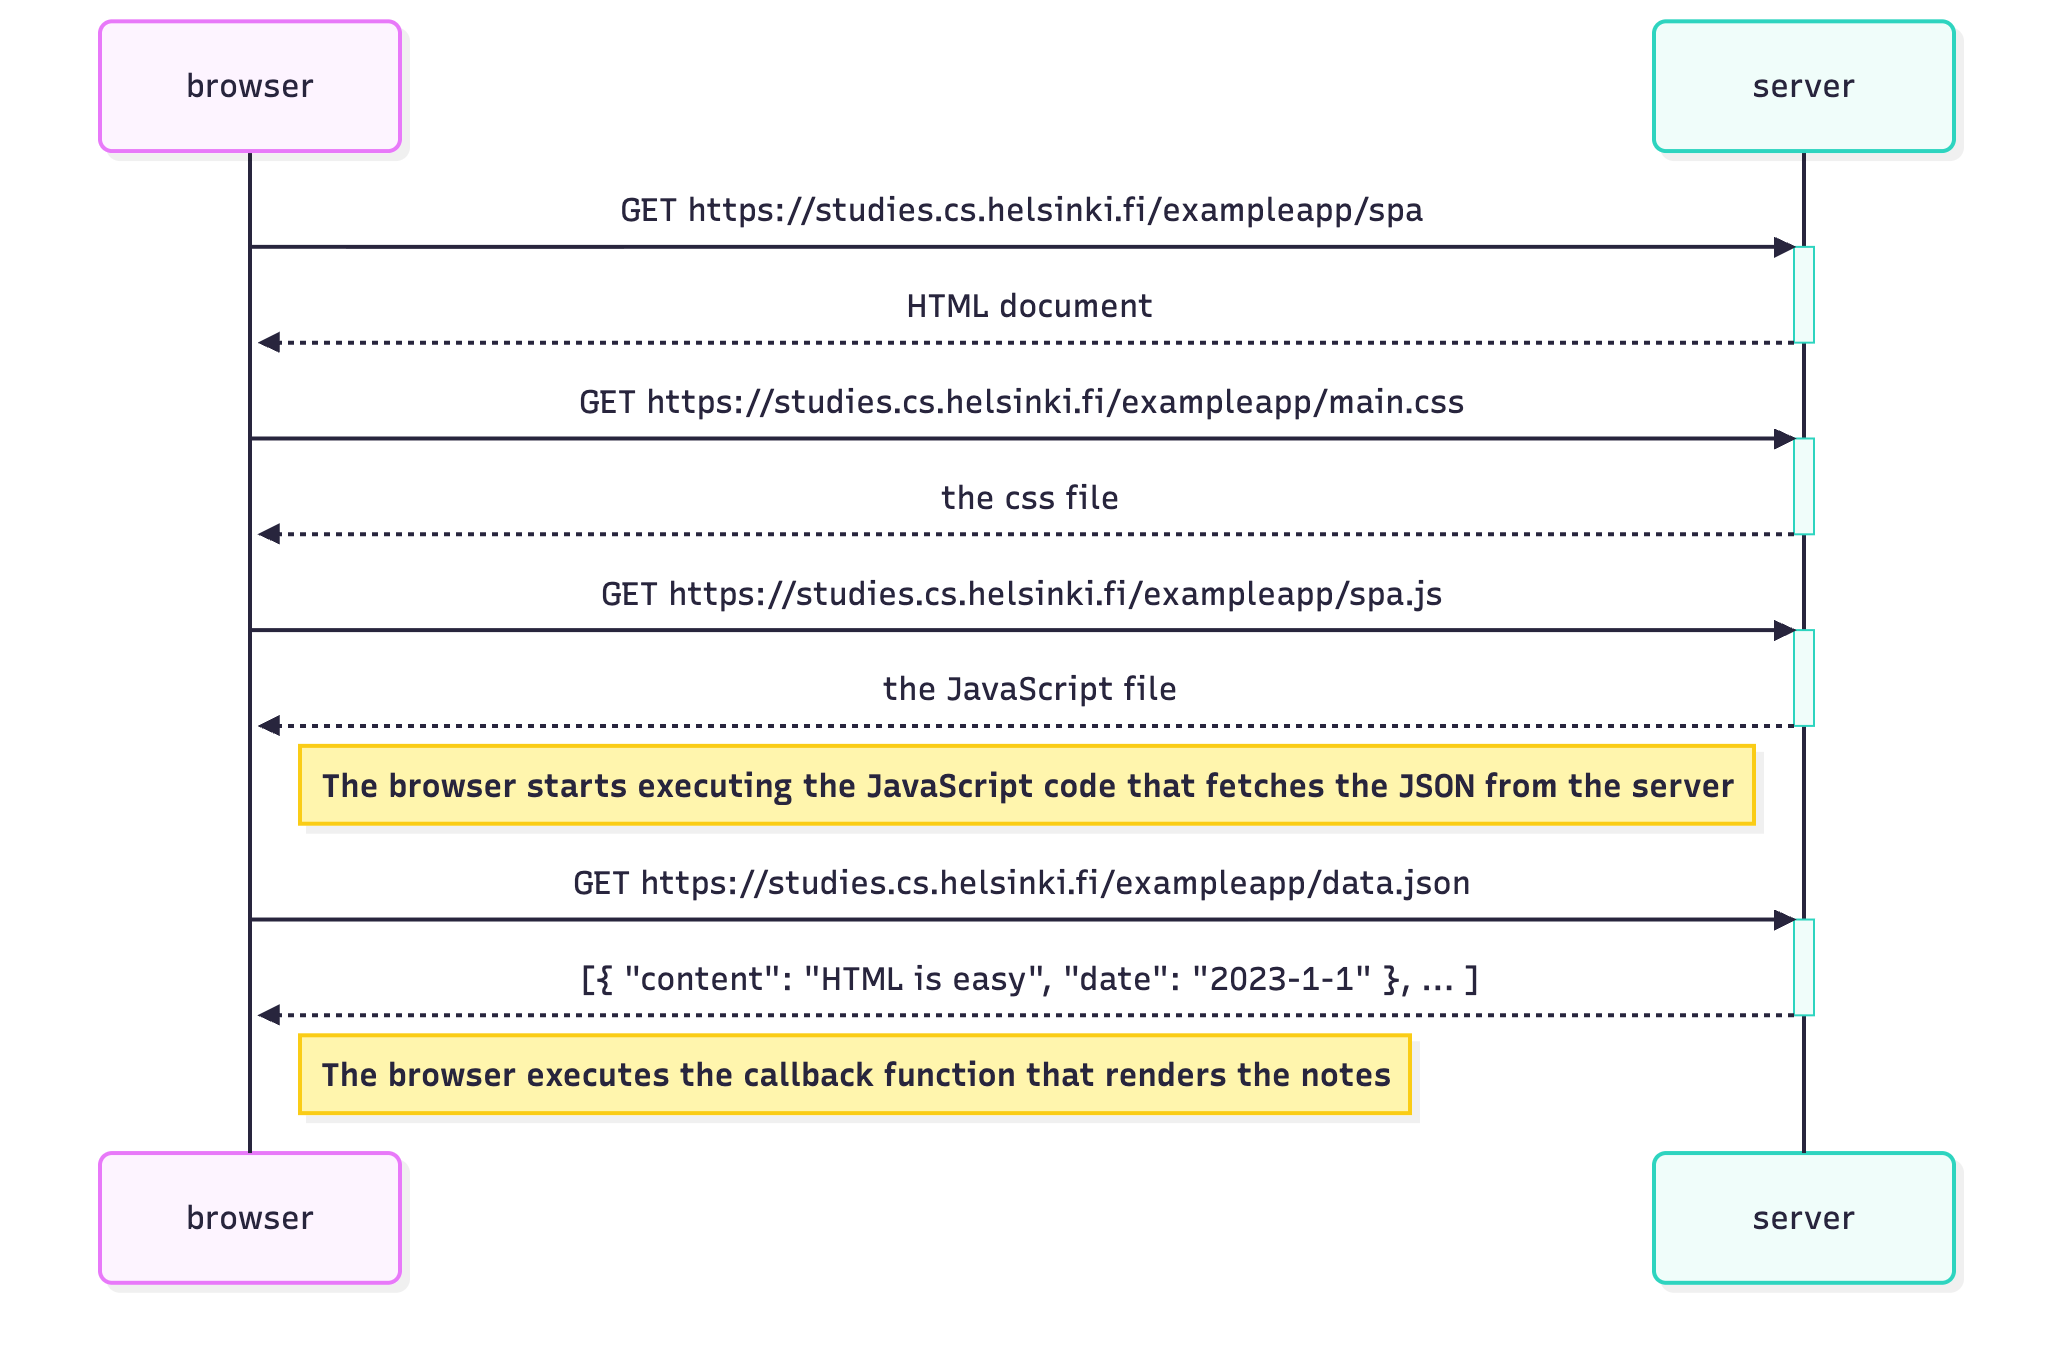 browser
server
GET https://studies.cs.helsinki.fi/exampleapp/spa
HTML document
GET https://studies.cs.helsinki.fi/exampleapp/main.css
the css file
GET https://studies.cs.helsinki.fi/exampleapp/spa.js
the JavaScript file
The browser starts executing the JavaScript code that fetches the JSON from the server
GET https://studies.cs.helsinki.fi/exampleapp/data.json
[{ "content": "HTML is easy", "date": "2023-1-1" }, ... ]
The browser executes the callback function that renders the notes
browser
server